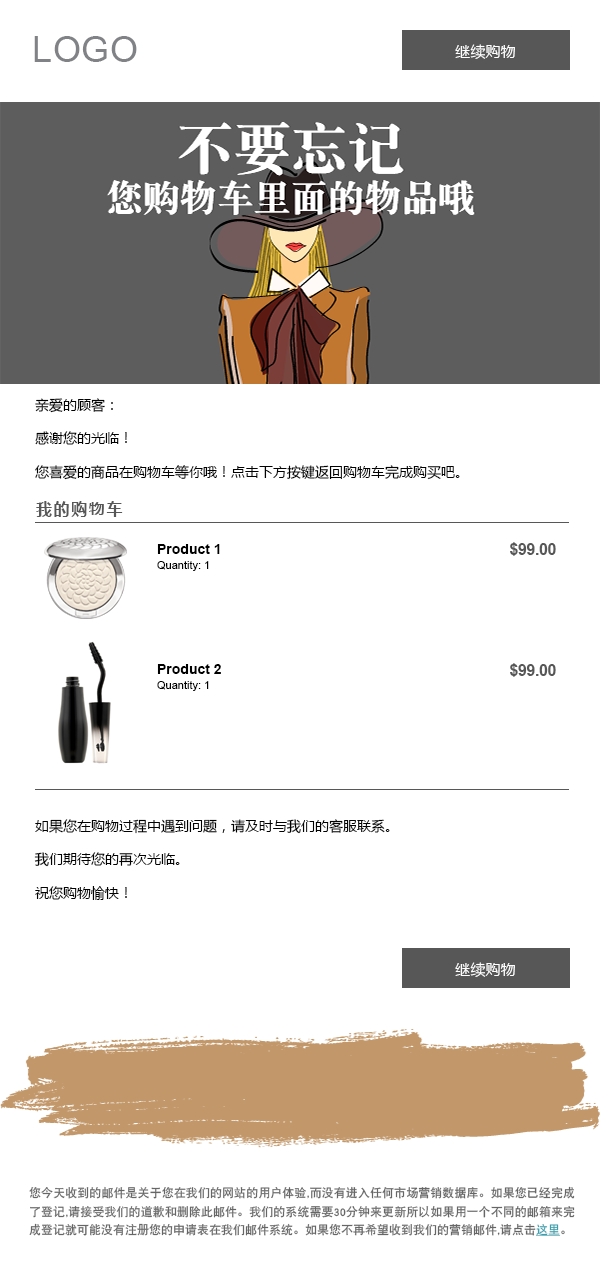 LOGO
继续购物
不要忘记
您购物车里面的物品哦
亲爱的顾客：
感谢您的光临！
您喜爱的商品在购物车等你哦！点击下方按键返回购物车完成购买吧。
我的购物车
Product 1
$99.00
Quantity: 1
Product 2
$99.00
Quantity: 1
如果您在购物过程中遇到问题，请及时与我们的客服联系。
我们期待您的再次光临。
祝您购物愉快！
继续购物
您今天收到的邮件是关于您在我们的网站的用户体验,而没有进入任何市场营销数据库。如果您已经完成
了登记,请接受我们的道歉和删除此邮件。我们的系统需要30分钟来更新所以如果用一个不同的邮箱来完
成登记就可能没有注册您的申请表在我们邮件系统。如果您不再希望收到我们的营销邮件,请点击这里。